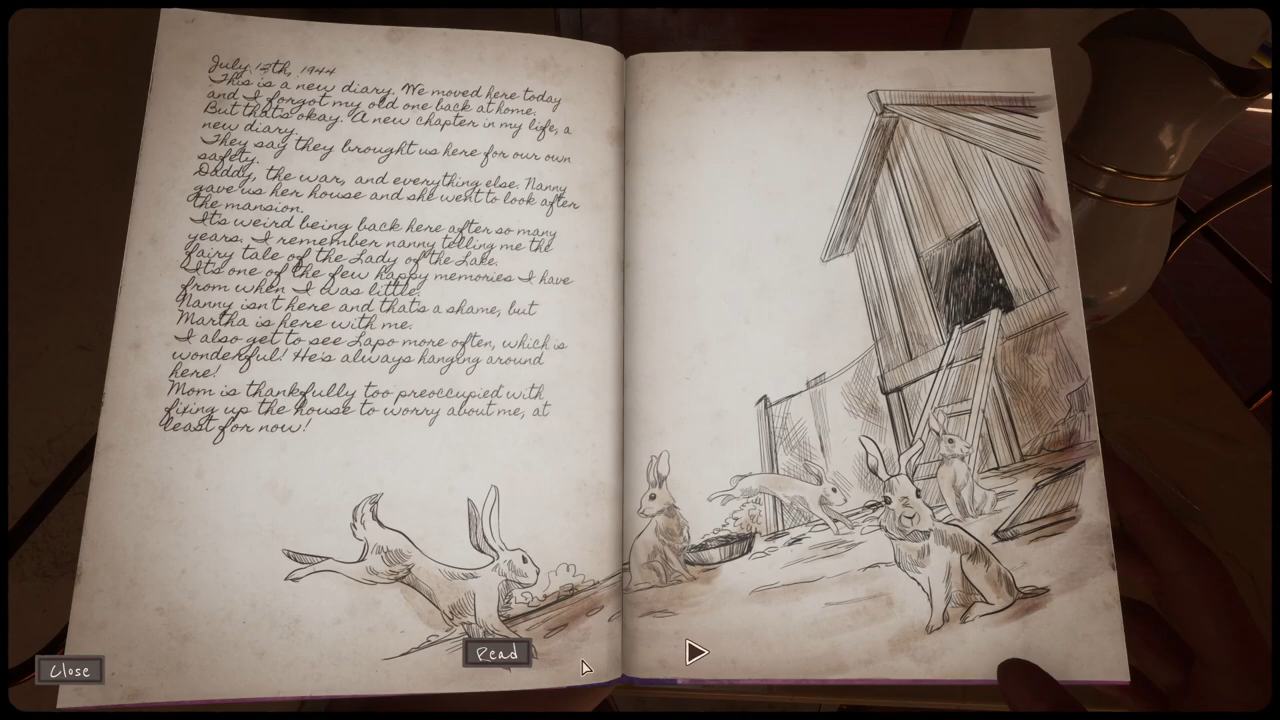 July 13th, 1944
This is a new diary. We moved here today
and I forgot my old one back at home.
But that's okay. A new chapter in my life, a
new diary.
They say they brought us here for our own
safety.
Daddy, the war, and everything else. Nanny
gave us her house and she went to look after
the mansion.
It's weird being back here after so many
years. I remember nanny telling me the
fairy tale of the Lady of the Lake.
It's one of the few happy memories I have
from when I was little.
Nanny isn't here and that's a shame, but
Martha is here with me.
I also get to see Lapo more often, which is
wonderful! He's always hanging around
here!
Mom is thankfully too preoccupied with
fixing up the house to worry about me, at
least for now!
Read
Close